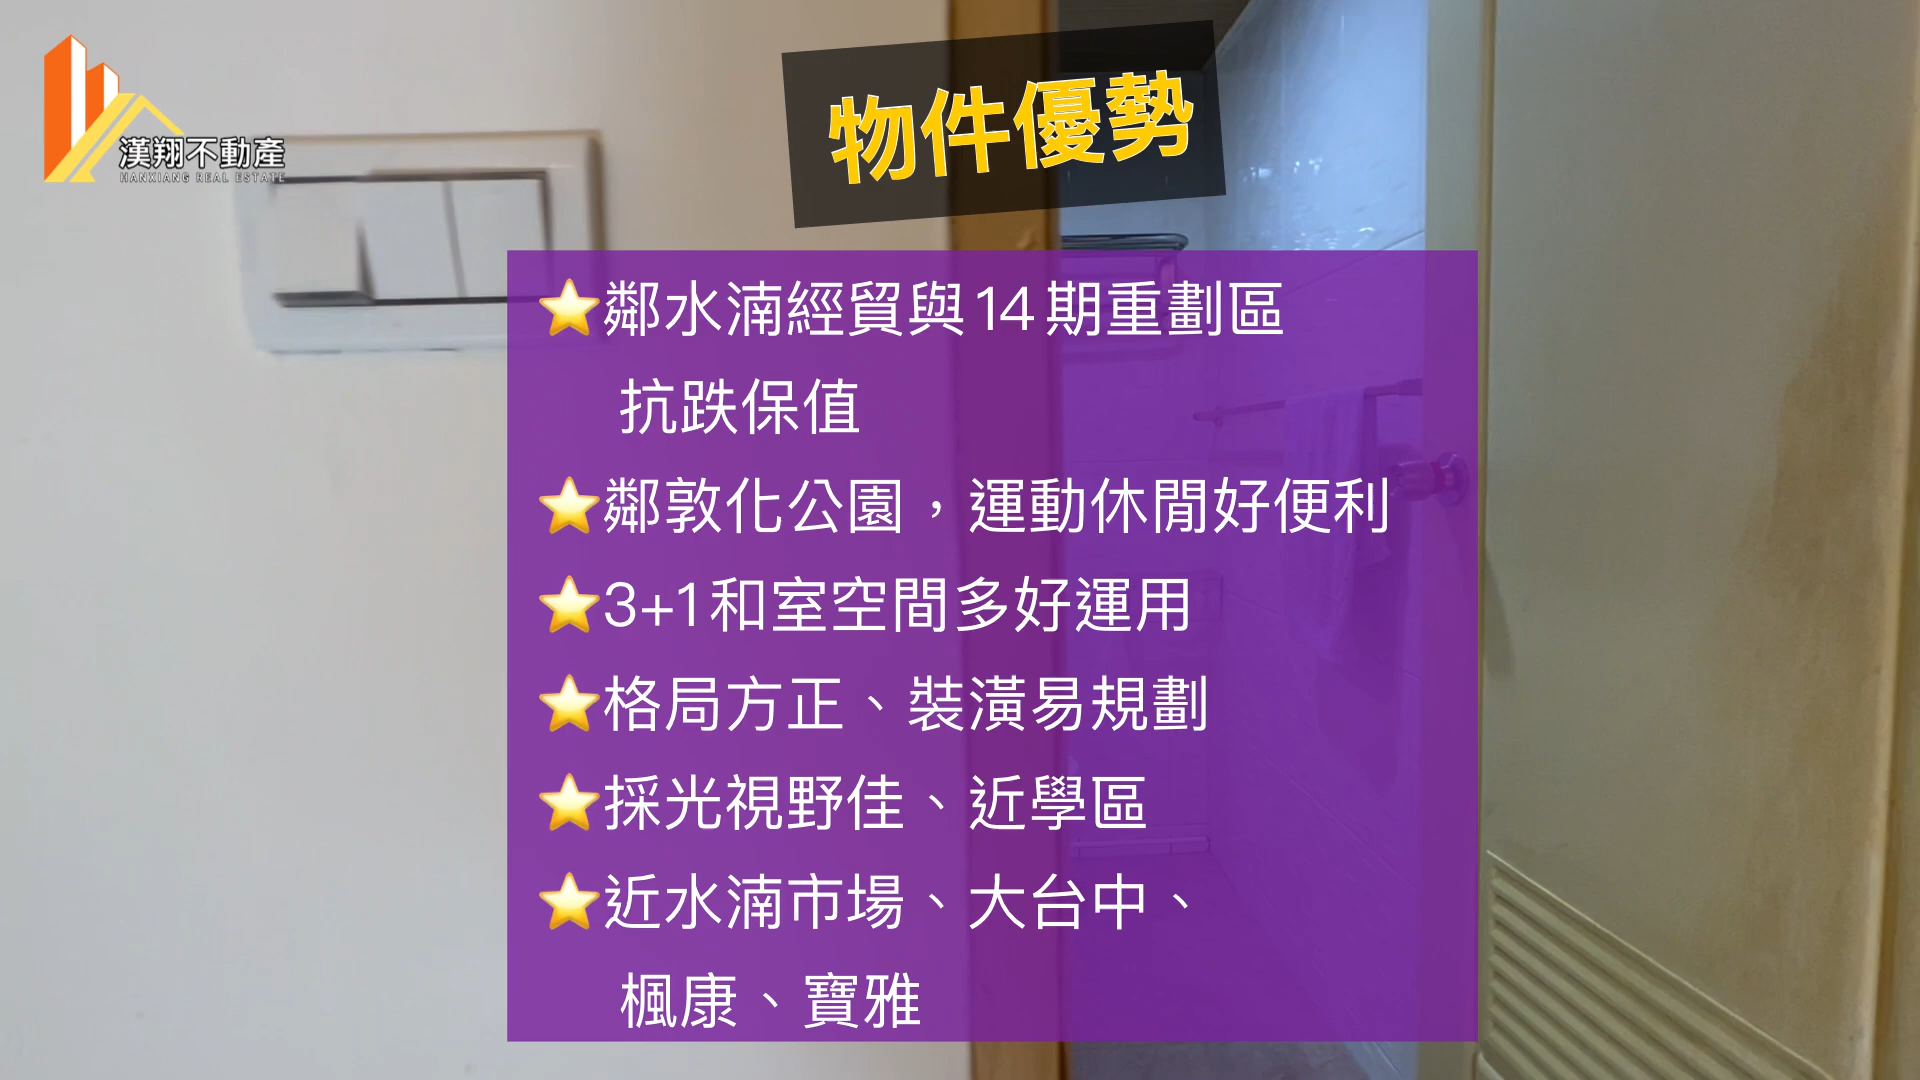 漢翔不動產
HANXIANG REAL ESTATE
物件優勢
⭐鄰水湳經貿與14期重劃區
抗跌保值
⭐鄰敦化公園，運動休閒好便利
⭐3+1和室空間多好運用
⭐格局方正、裝潢易規劃
⭐採光視野佳、近學區
⭐近水湳市場、大台中、
楓康、寶雅